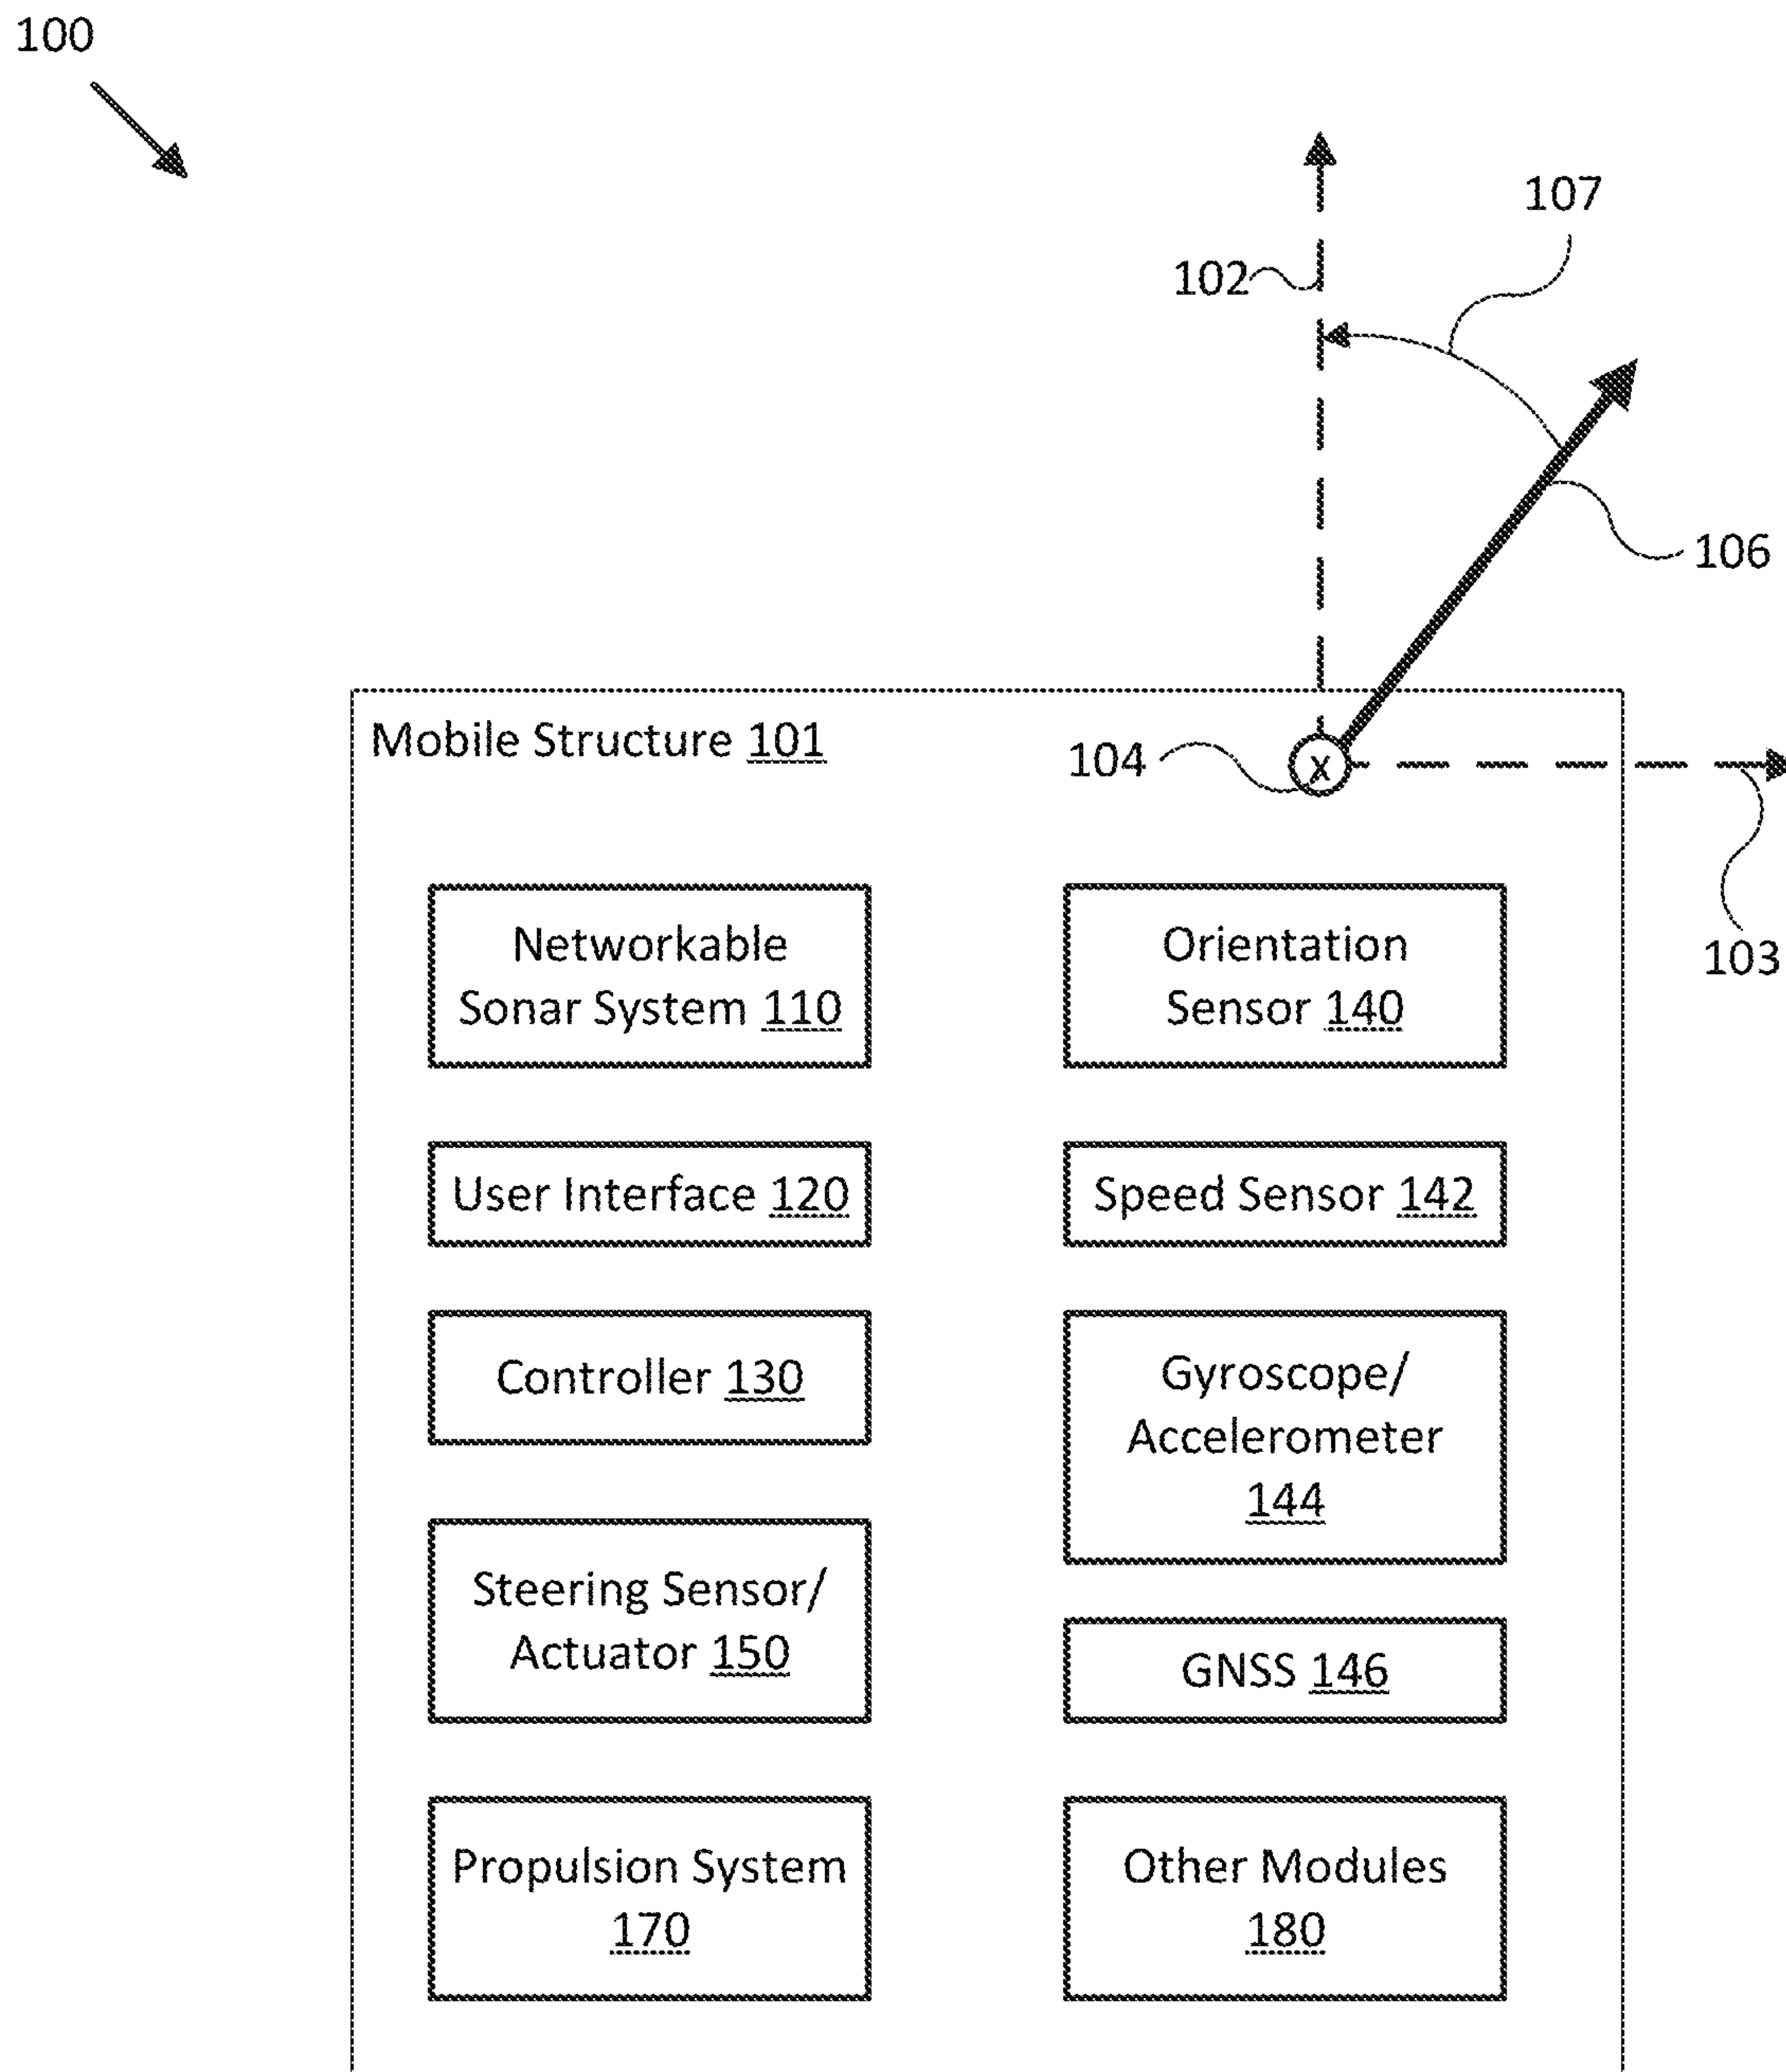 100
107
102
106
Mobile Structure 101
104
X
103
Networkable
Sonar System 110
Orientation
Sensor 140
User Interface 120
Speed Sensor 142
Controller 130
Gyroscope/
Accelerometer
144
Steering Sensor/
Actuator 150
GNSS 146
Propulsion System
170
Other Modules
180